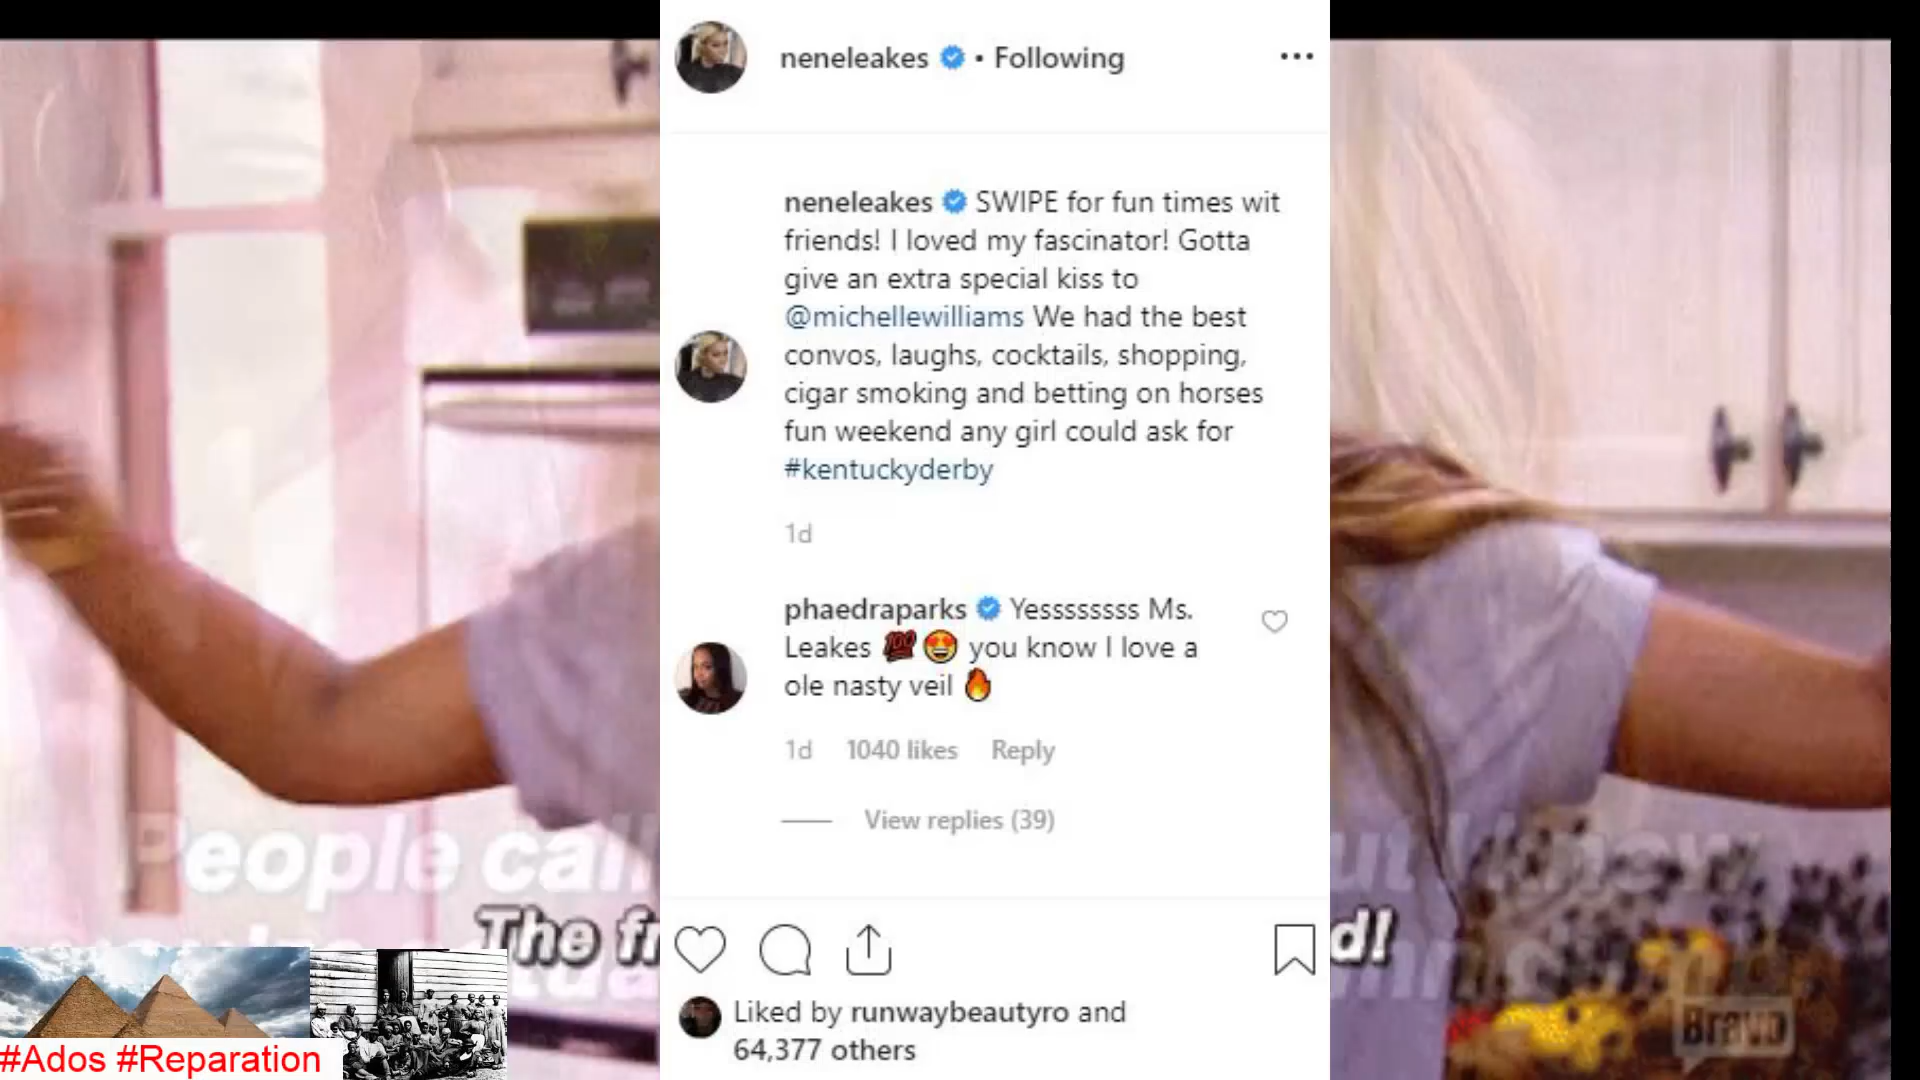 neneleakes • Following
neneleakes SWIPE for fun times wit
friends! I loved my fascinator! Gotta
give an extra special kiss to
@michellewilliams We had the best
convos, laughs, cocktails, shopping,
cigar smoking and betting on horses
fun weekend any girl could ask for
#kentuckyderby
1d
phaedraparks Yesssssssss Ms.
Leakes 💯😍 you know I love a
ole nasty veil 🔥
1d 1040 likes Reply
View replies (39)
People call
The fr
d!
Liked by runwaybeautyro and
64,377 others
Bravo
#Ados #Reparation